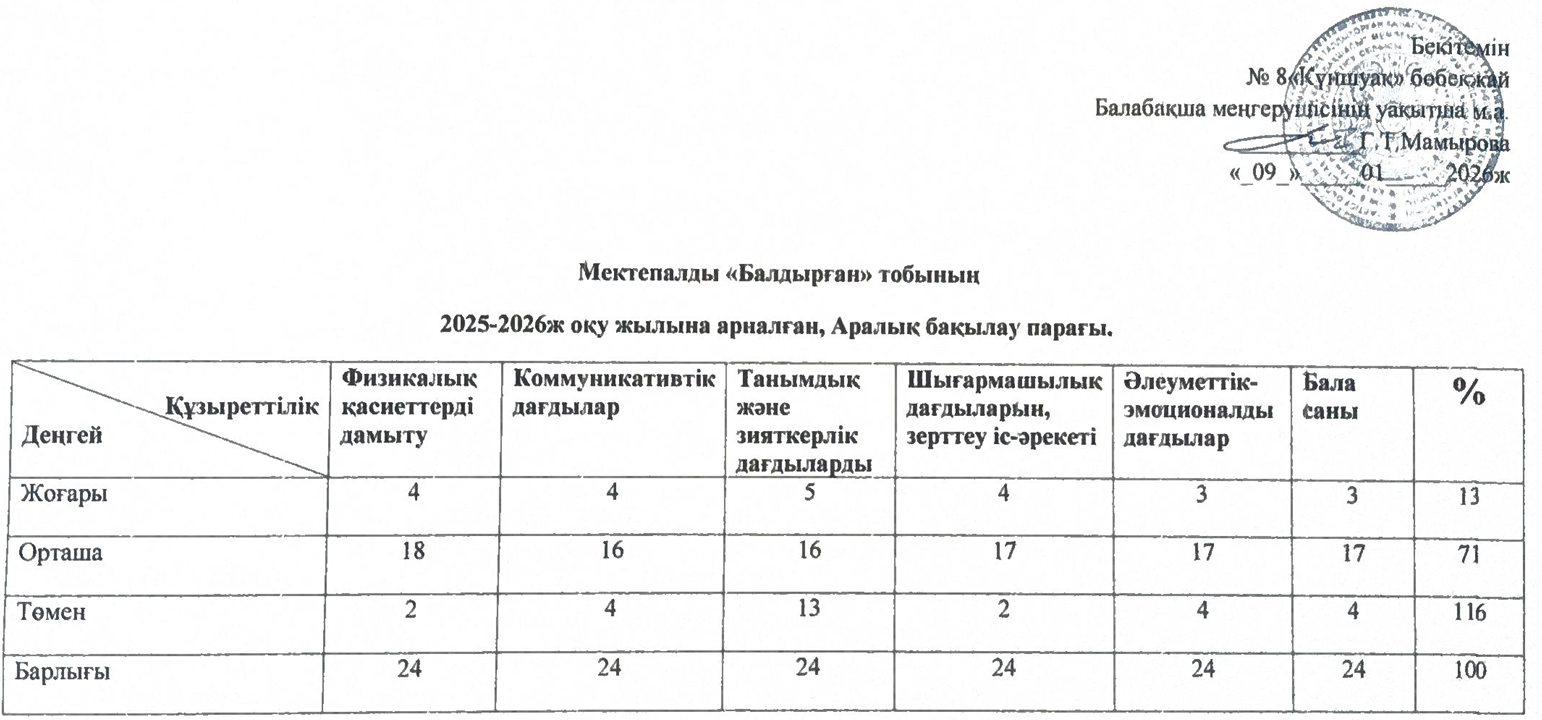 Бекітемін
№ 8«Күншуақ» бөбекжай
Балабақша меңгерушісінің уақытша м.а.
Г.Т.Мамырова
«_09_»_____01_____2026ж
Мектепалды «Балдырған» тобының
2025-2026ж оқу жылына арналған, Аралық бақылау парағы.
Құзыреттілік
Деңгей
Физикалық
қасиеттерді
дамыту
Коммуникативтік
дағдылар
Танымдық
және
зияткерлік
дағдыларды
Шығармашылық
дағдыларын,
зерттеу іс-әрекеті
Әлеуметтік-
эмоционалды
дағдылар
Бала
саны
%
Жоғары 4 4 5 4 3 3 13
Орташа 18 16 16 17 17 17 71
Төмен 2 4 13 2 4 4 116
Барлығы 24 24 24 24 24 24 100